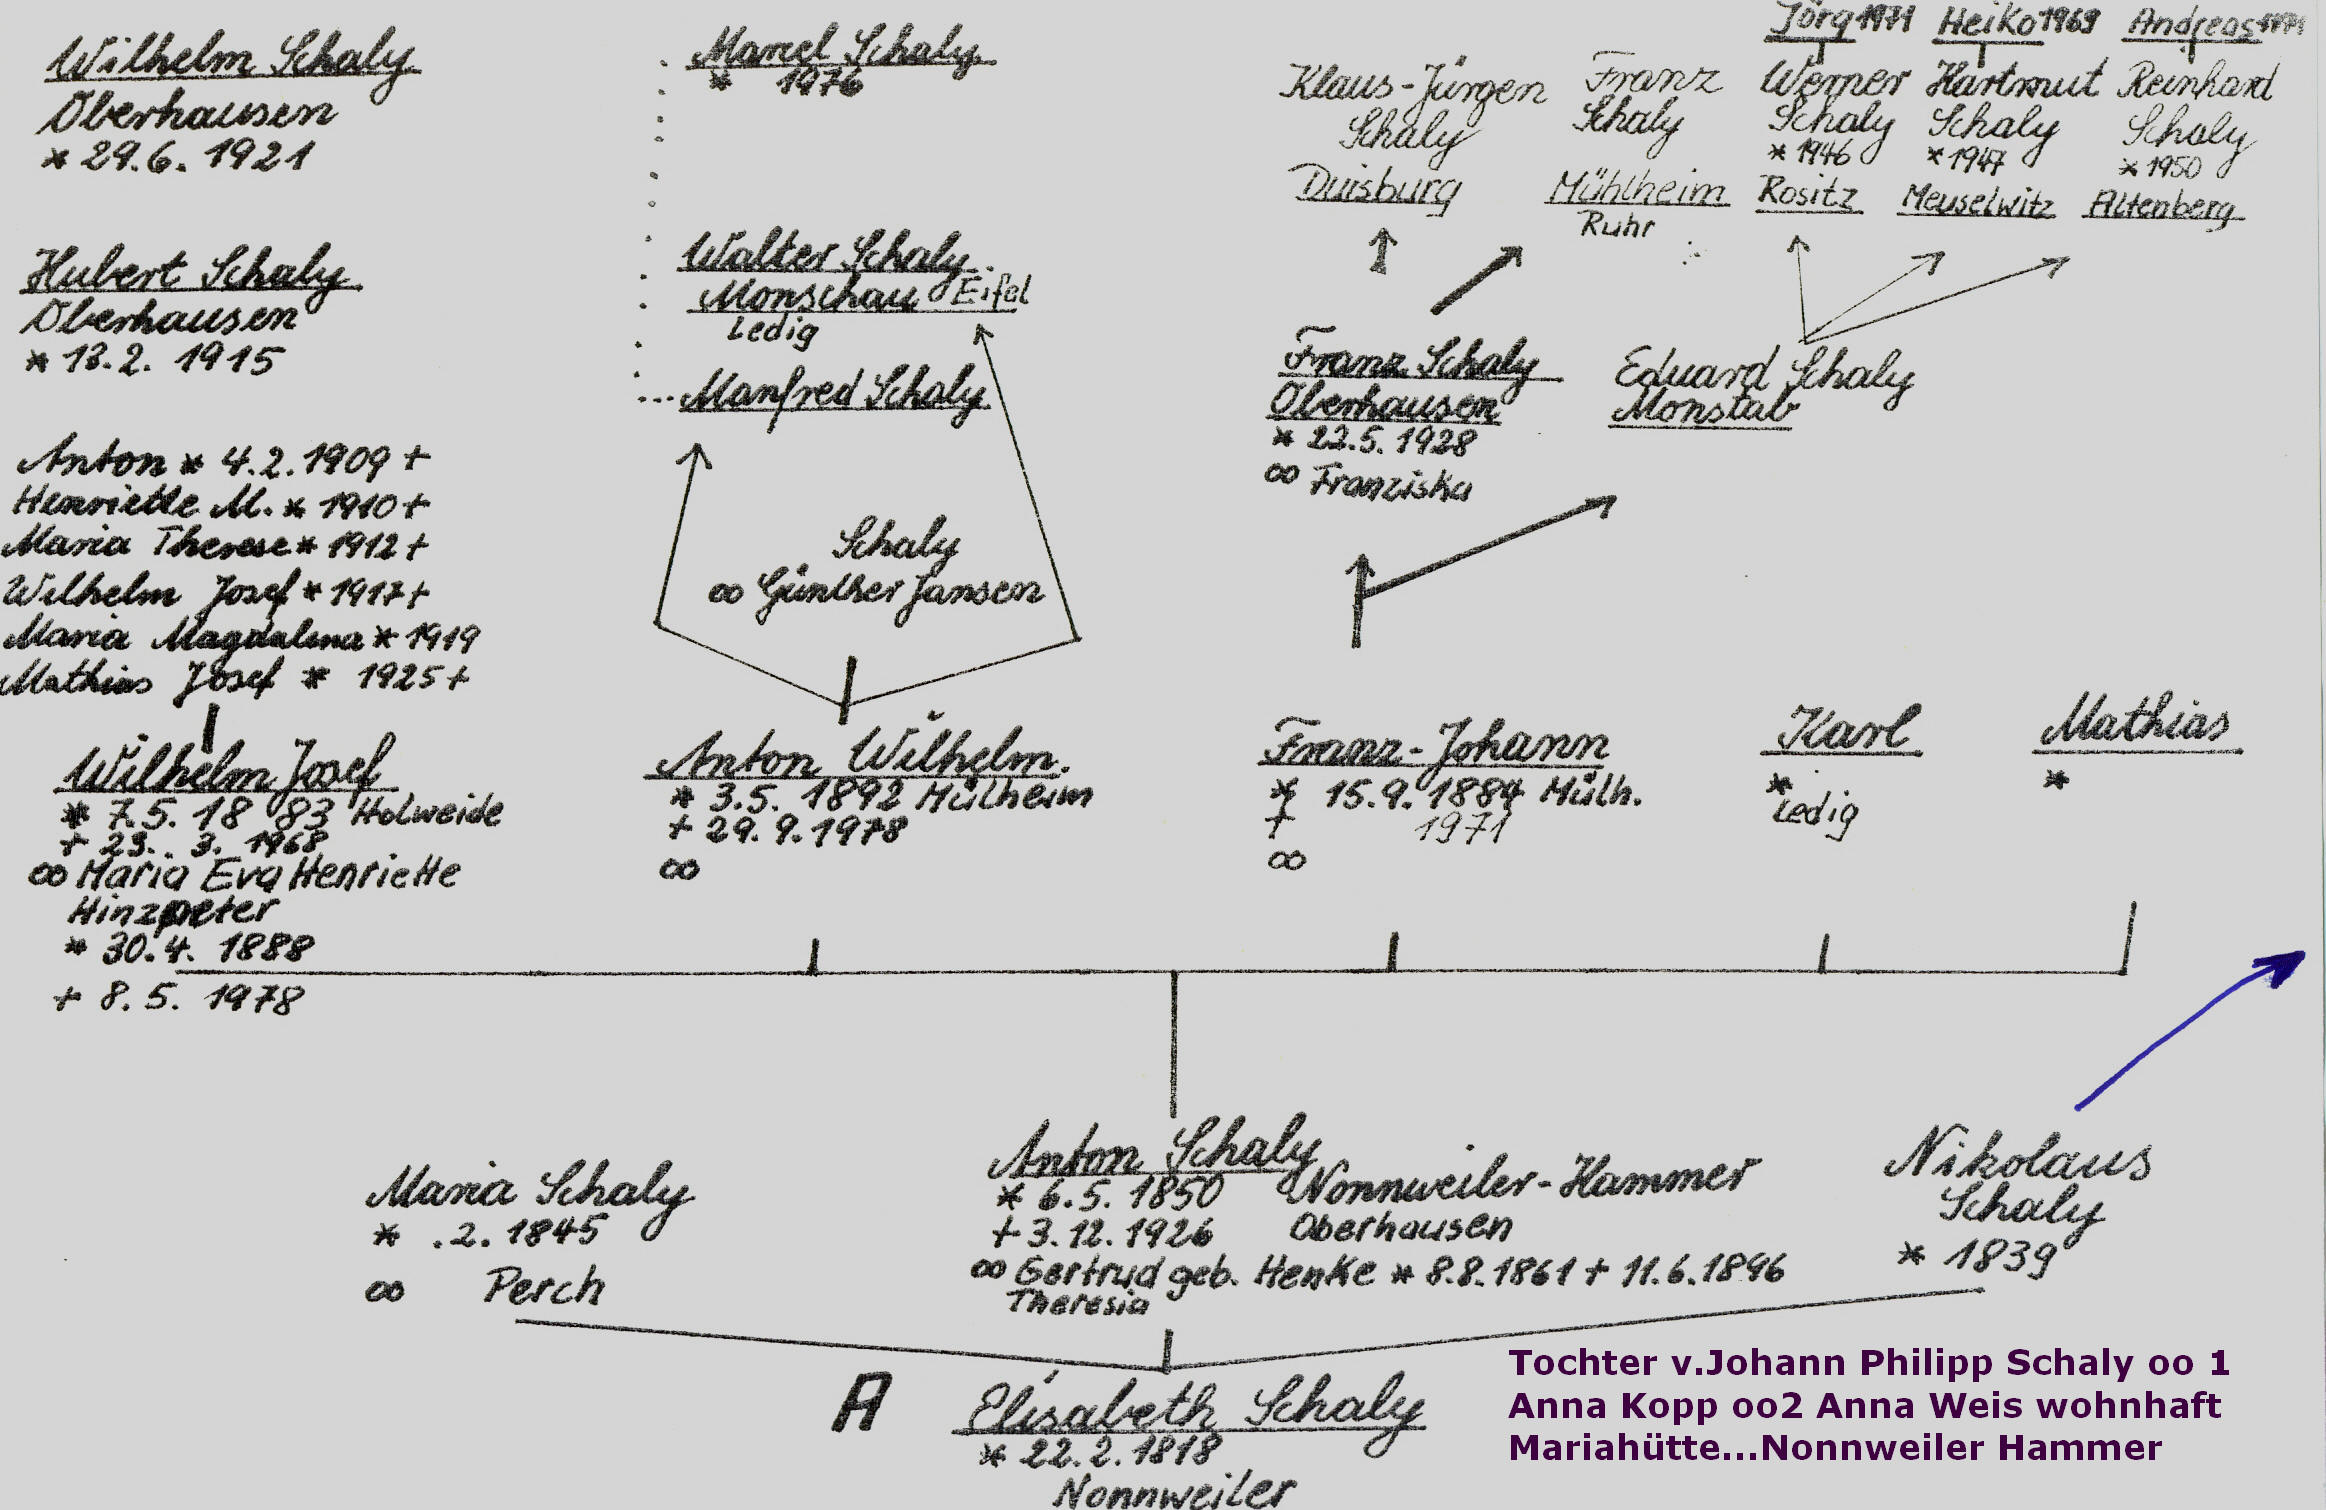 Jörg 1971
Heiko 1969
Andreas 1971
Wilhelm Schaly
Oberhausen
* 29.6. 1921
Marcel Schaly
* 1976
Klaus-Jürgen
Schaly
Duisburg
Franz
Schaly
Mühlheim
Ruhr
Werner
Schaly
* 1946
Rositz
Hartmut
Schaly
* 1947
Meuselwitz
Reinhard
Schaly
* 1950
Altenberg
Hubert Schaly
Oberhausen
* 13.2. 1915
Walter Schaly
Monschau Eifel
Ledig
Manfred Schaly
Franz Schaly
Oberhausen
* 22.5. 1928
∞ Franziska
Eduard Schaly
Monstab
Anton * 4.2.1909 +
Henriette M. * 1910 +
Maria Therese * 1912 +
Wilhelm Josef * 1917 +
Maria Magdalena * 1919
Mathias Josef * 1925 +
Schaly
∞ Günther Jansen
Wilhelm Josef
* 7.5. 1883 Holweide
+ 23. 3. 1968
∞ Maria Eva Henriette
Hinzpeter
* 30.4. 1888
+ 8.5. 1978
Anton Wilhelm.
* 3.5. 1892 Mülheim
+ 29.9.1978
∞
Franz-Johann
* 15.9.1884 Mülh.
+ 1971
∞
Karl
*
Ledig
Mathias
*
Maria Schaly
* .2. 1845
∞ Perch
Anton Schaly
* 6.5. 1850 Nonnweiler-Hammer
+ 3.12.1926 Oberhausen
∞ Gertrud geb. Henke * 8.8.1861 + 11.6.1896
Theresia
Nikolaus
Schaly
* 1839
A Elisabeth Schaly
* 22.2.1818
Nonnweiler
Tochter v.Johann Philipp Schaly oo 1
Anna Kopp oo2 Anna Weis wohnhaft
Mariahütte...Nonnweiler Hammer